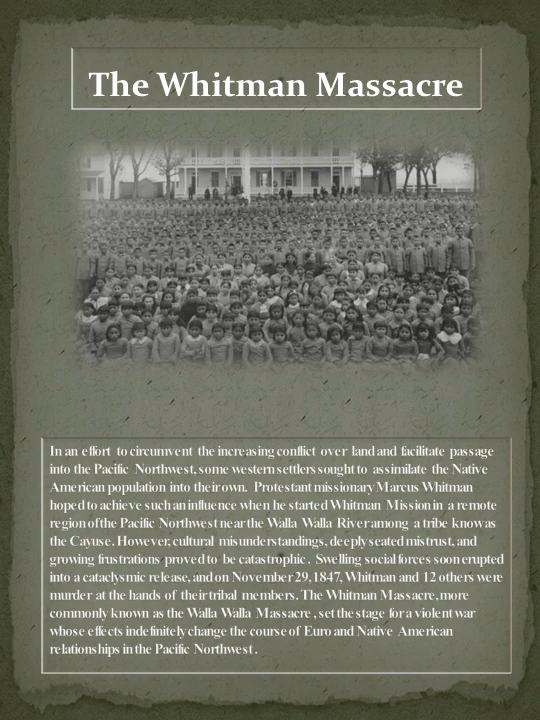 The Whitman Massacre
In an effort to circumvent the increasing conflict over land and facilitate passage
into the Pacific Northwest, some western settlers sought to assimilate the Native
American population into their own. Protestant missionary Marcus Whitman
hoped to achieve such an influence when he started Whitman Mission in a remote
region of the Pacific Northwest near the Walla Walla River among a tribe know as
the Cayuse. However, cultural misunderstandings, deeply seated mistrust, and
growing frustrations proved to be catastrophic. Swelling social forces soon erupted
into a cataclysmic release, and on November 29, 1847, Whitman and 12 others were
murder at the hands of their tribal members. The Whitman Massacre, more
commonly known as the Walla Walla Massacre, set the stage for a violent war
whose effects indefinitely change the course of Euro and Native American
relationships in the Pacific Northwest.